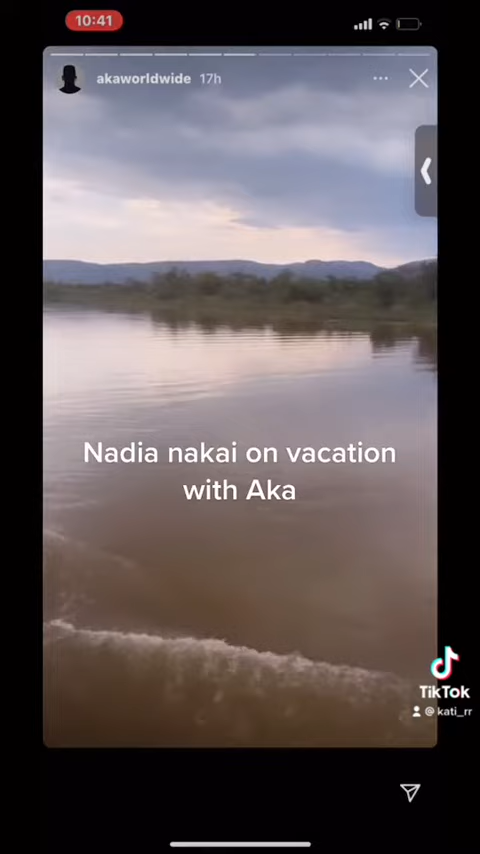 10:41
akaworldwide 17h
Nadia nakai on vacation
with Aka
TikTok
@kati_rr